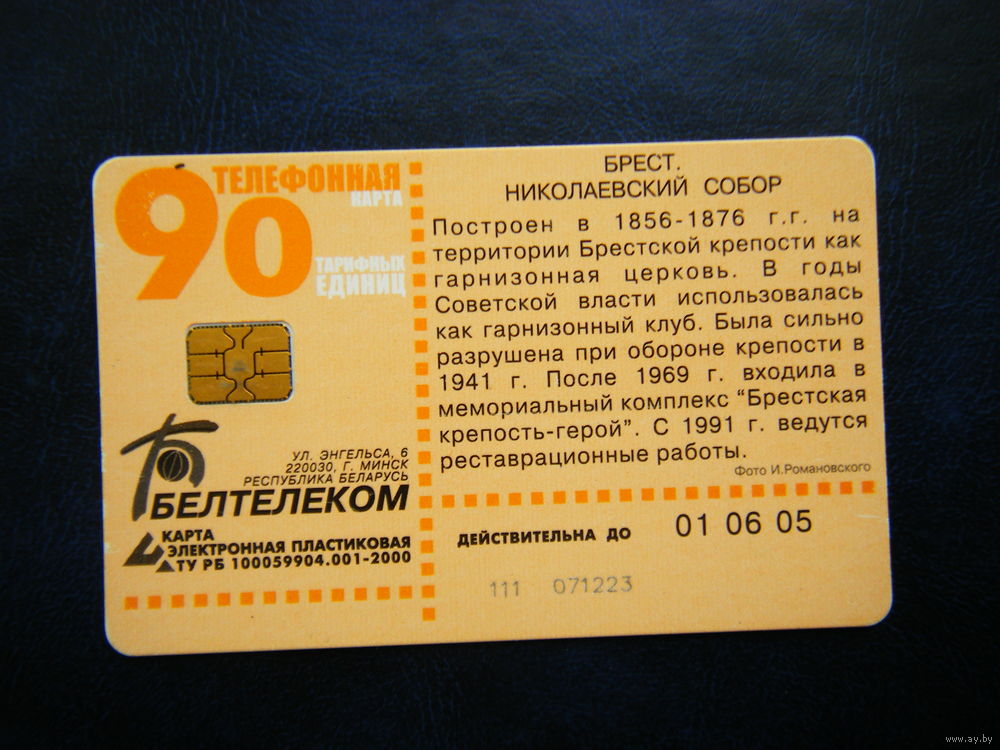 90 ТЕЛЕФОННАЯ
КАРТА
ТАРИФНЫХ
ЕДИНИЦ
УЛ. ЭНГЕЛЬСА, 6
220030, Г. МИНСК
РЕСПУБЛИКА БЕЛАРУСЬ
БЕЛТЕЛЕКОМ
КАРТА
ЭЛЕКТРОННАЯ ПЛАСТИКОВАЯ
ТУ РБ 100059904.001-2000
БРЕСТ.
НИКОЛАЕВСКИЙ СОБОР
Построен в 1856-1876 г.г. на
территории Брестской крепости как
гарнизонная церковь. В годы
Советской власти использовалась
как гарнизонный клуб. Была сильно
разрушена при обороне крепости в
1941 г. После 1969 г. входила в
мемориальный комплекс “Брестская
крепость-герой”. С 1991 г. ведутся
реставрационные работы.
Фото И.Романовского
ДЕЙСТВИТЕЛЬНА ДО 01 06 05
111 071223
www.ay.by